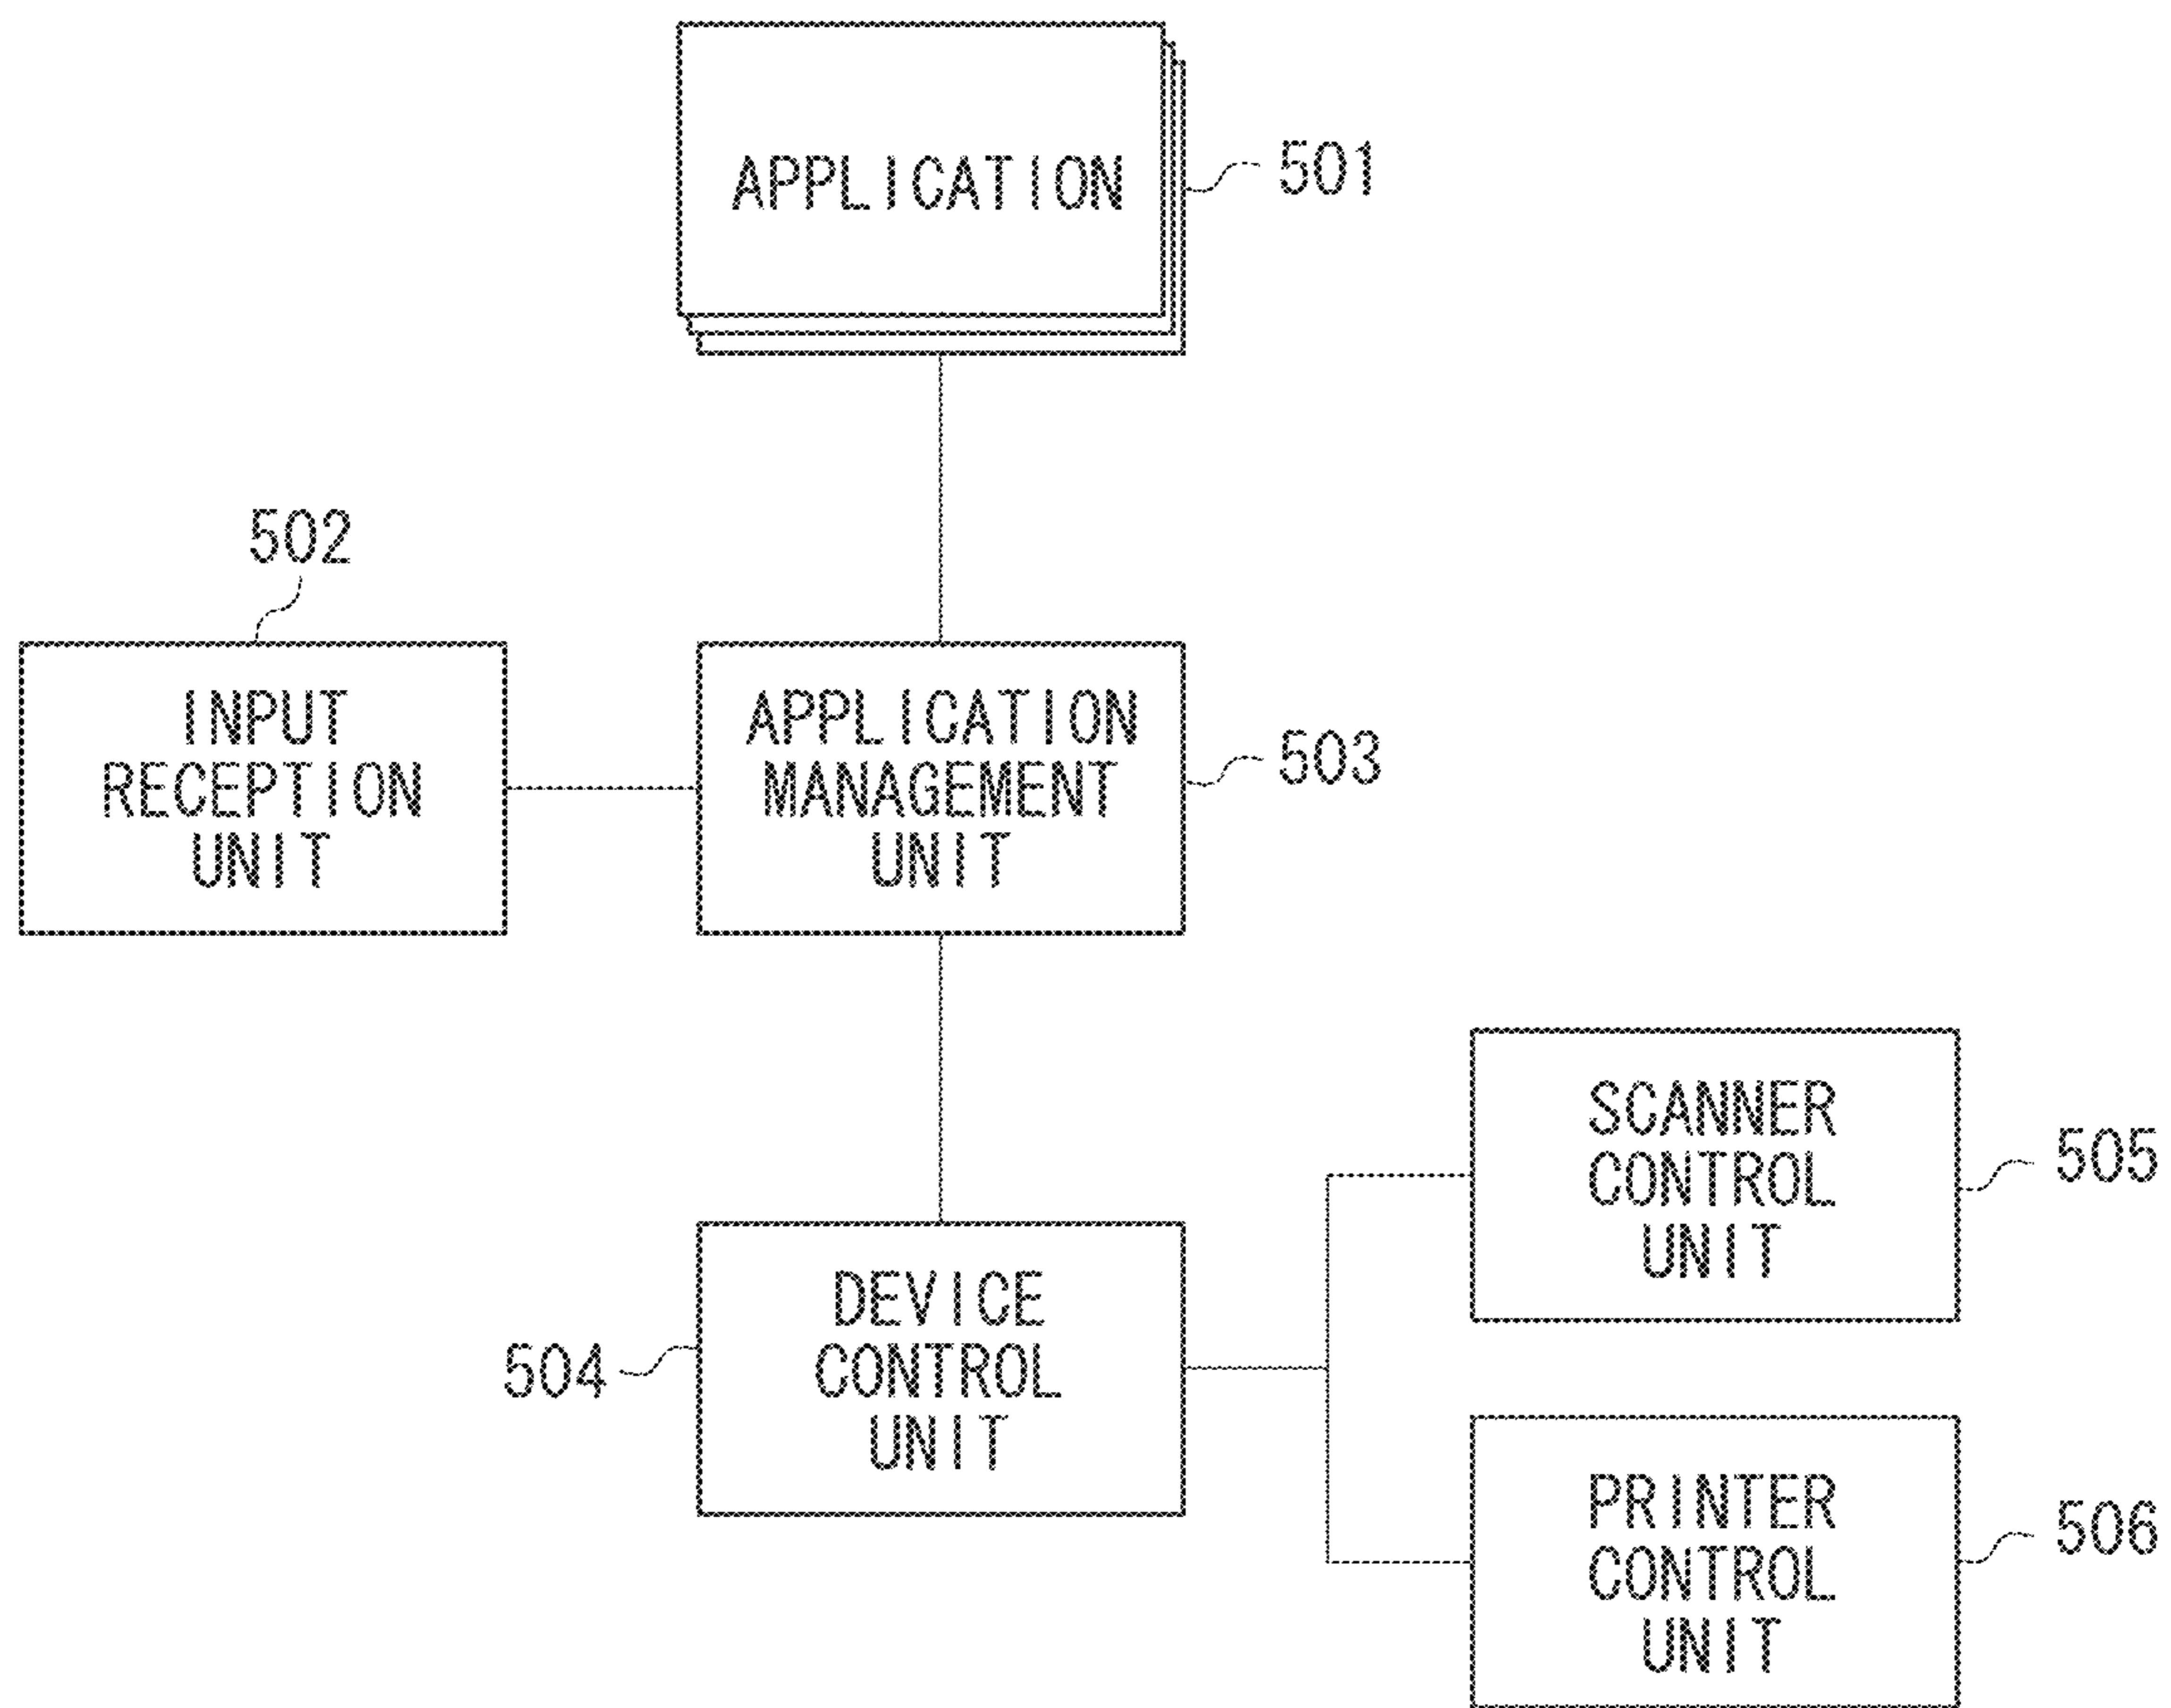 APPLICATION
501
502
INPUT
RECEPTION
UNIT
APPLICATION
MANAGEMENT
UNIT
503
504
DEVICE
CONTROL
UNIT
SCANNER
CONTROL
UNIT
505
PRINTER
CONTROL
UNIT
506